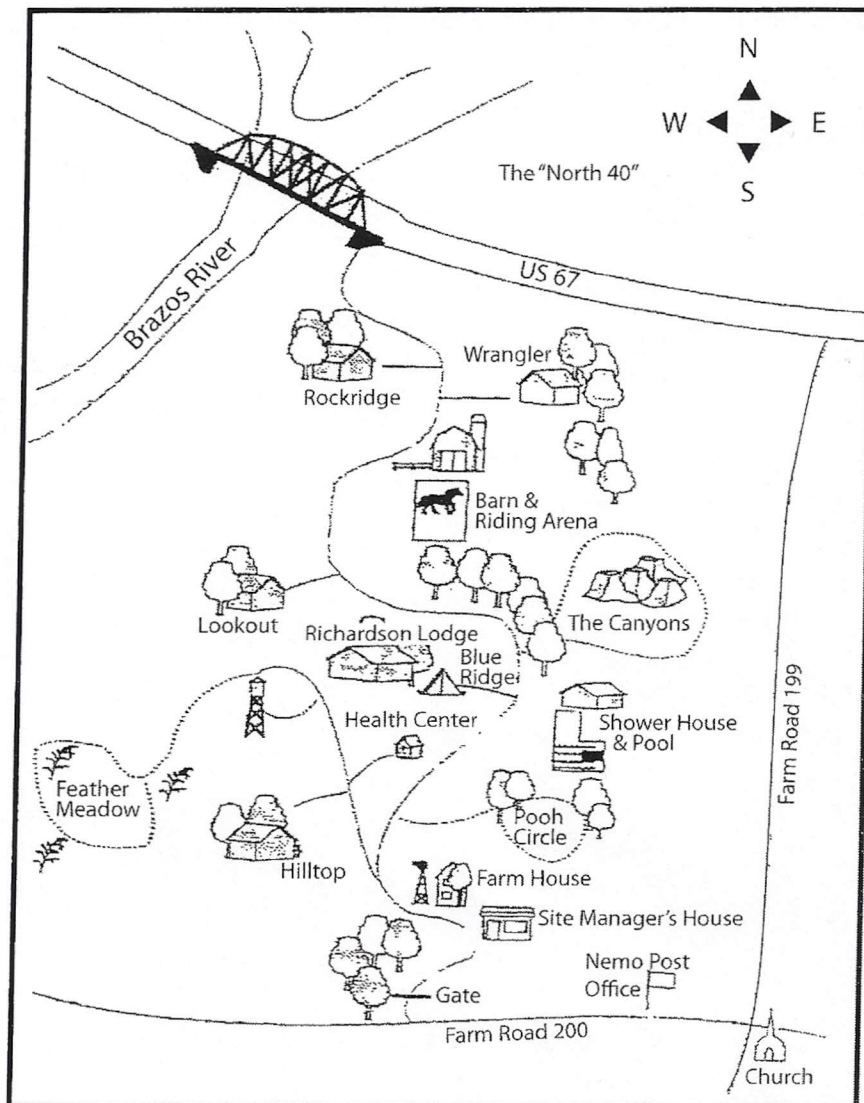 N
W E
S
The "North 40"
US 67
Brazos River
Wrangler
Rockridge
Barn &
Riding Arena
Lookout
The Canyons
Richardson Lodge
Blue
Ridge
Health Center
Shower House
& Pool
Farm Road 199
Feather
Meadow
Pooh
Circle
Hilltop
Farm House
Site Manager's House
Nemo Post
Office
Gate
Farm Road 200
Church